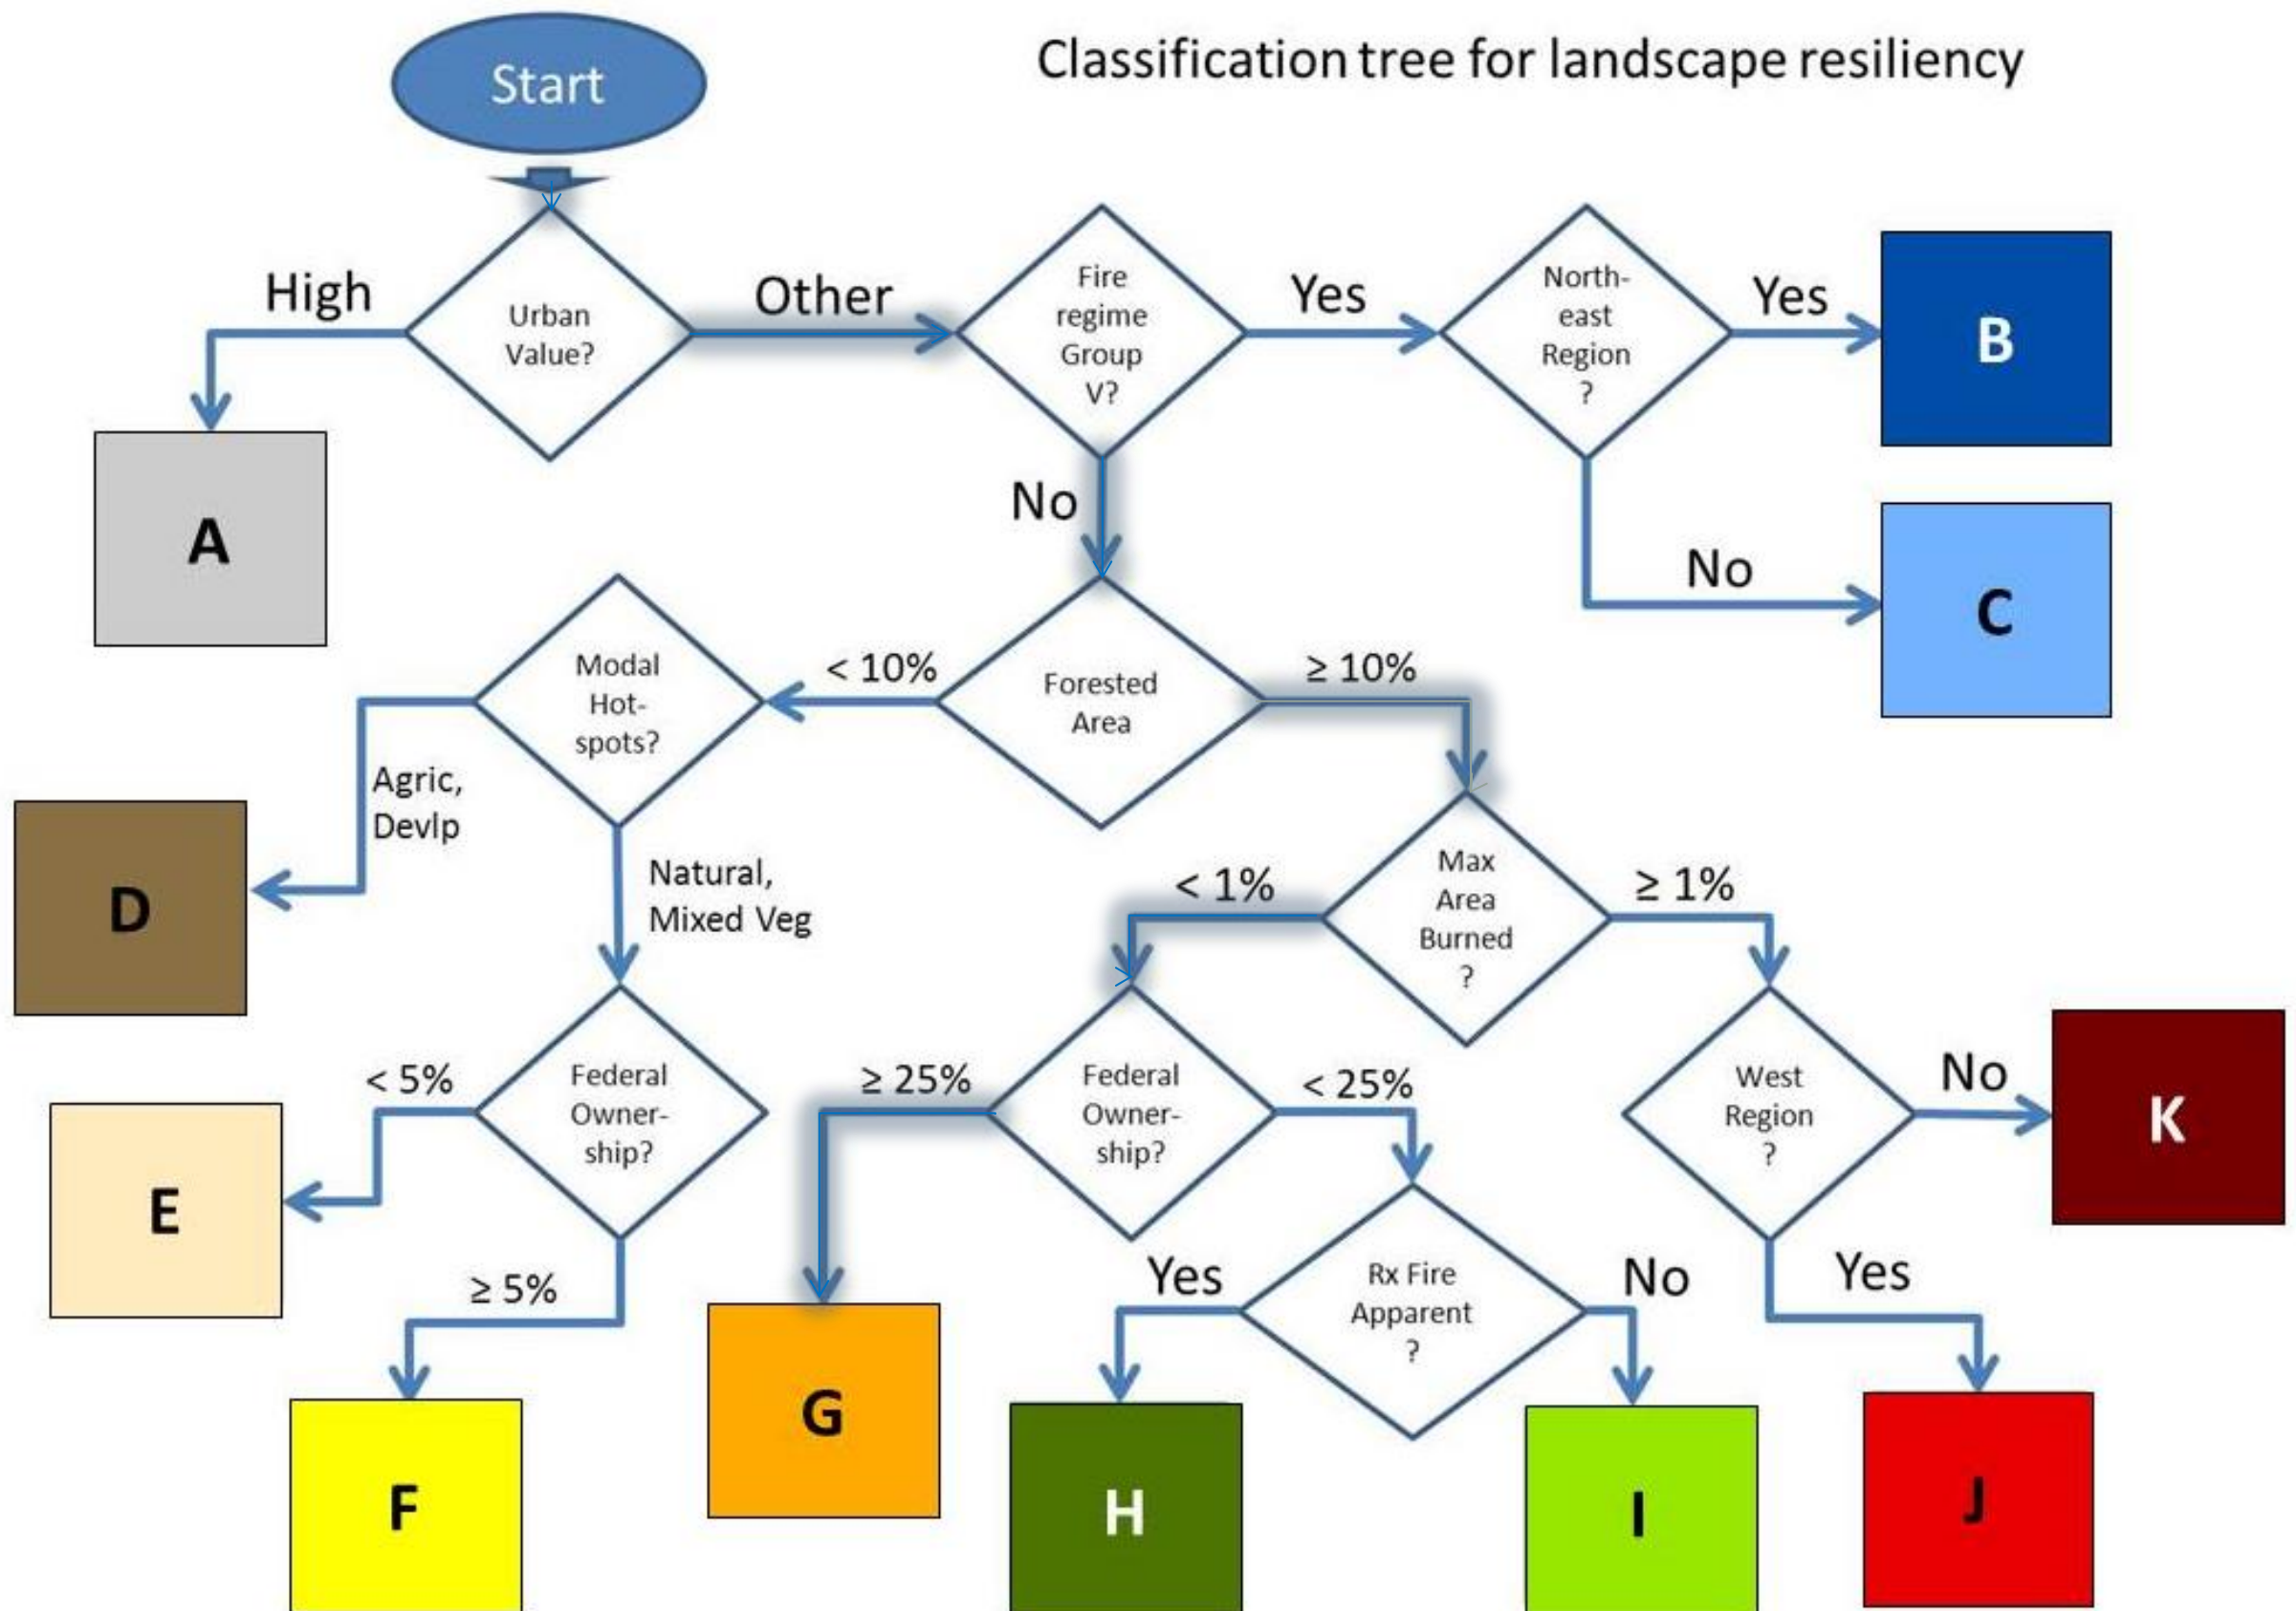 Start
Classification tree for landscape resiliency
High
Urban
Value?
Other
Fire
regime
Group
V?
Yes
North-
east
Region
?
Yes
B
A
No
No
C
Modal
Hot-
spots?
< 10%
Forested
Area
≥ 10%
Agric,
Devlp
D
Natural,
Mixed Veg
< 1%
Max
Area
Burned
?
≥ 1%
< 5%
Federal
Owner-
ship?
≥ 25%
Federal
Owner-
ship?
< 25%
West
Region
?
No
K
E
≥ 5%
Yes
Rx Fire
Apparent
?
No
Yes
F
G
H
I
J